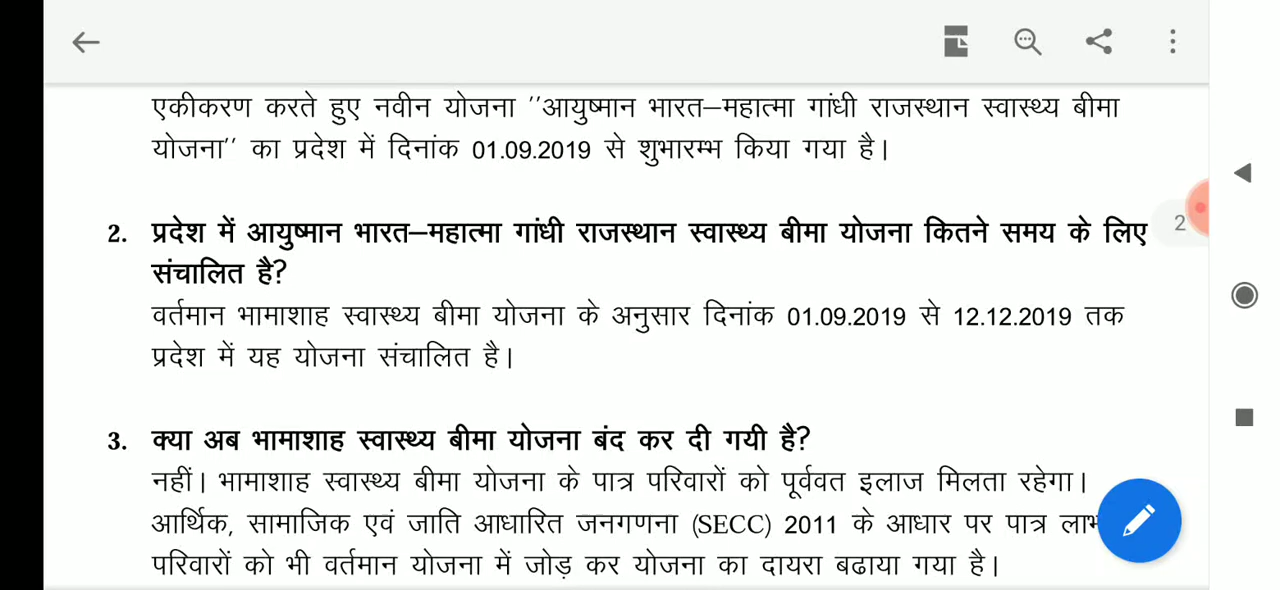 एकीकरण करते हुए नवीन योजना ''आयुष्मान भारत–महात्मा गांधी राजस्थान स्वास्थ्य बीमा
योजना'' का प्रदेश में दिनांक 01.09.2019 से शुभारम्भ किया गया है।
2
2. प्रदेश में आयुष्मान भारत–महात्मा गांधी राजस्थान स्वास्थ्य बीमा योजना कितने समय के लिए
संचालित है?
वर्तमान भामाशाह स्वास्थ्य बीमा योजना के अनुसार दिनांक 01.09.2019 से 12.12.2019 तक
प्रदेश में यह योजना संचालित है।
3. क्या अब भामाशाह स्वास्थ्य बीमा योजना बंद कर दी गयी है?
नहीं। भामाशाह स्वास्थ्य बीमा योजना के पात्र परिवारों को पूर्ववत इलाज मिलता रहेगा।
आर्थिक, सामाजिक एवं जाति आधारित जनगणना (SECC) 2011 के आधार पर पात्र
परिवारों को भी वर्तमान योजना में जोड़ कर योजना का दायरा बढाया गया है।